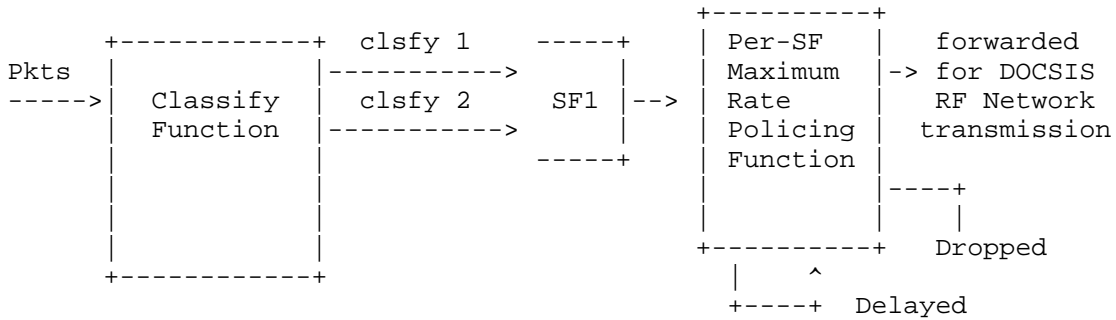 clsfy 1 Per-SF forwarded
Pkts Maximum for DOCSIS
Classify clsfy 2 SF1 Rate RF Network
Function Policing transmission
Function
Dropped
Delayed